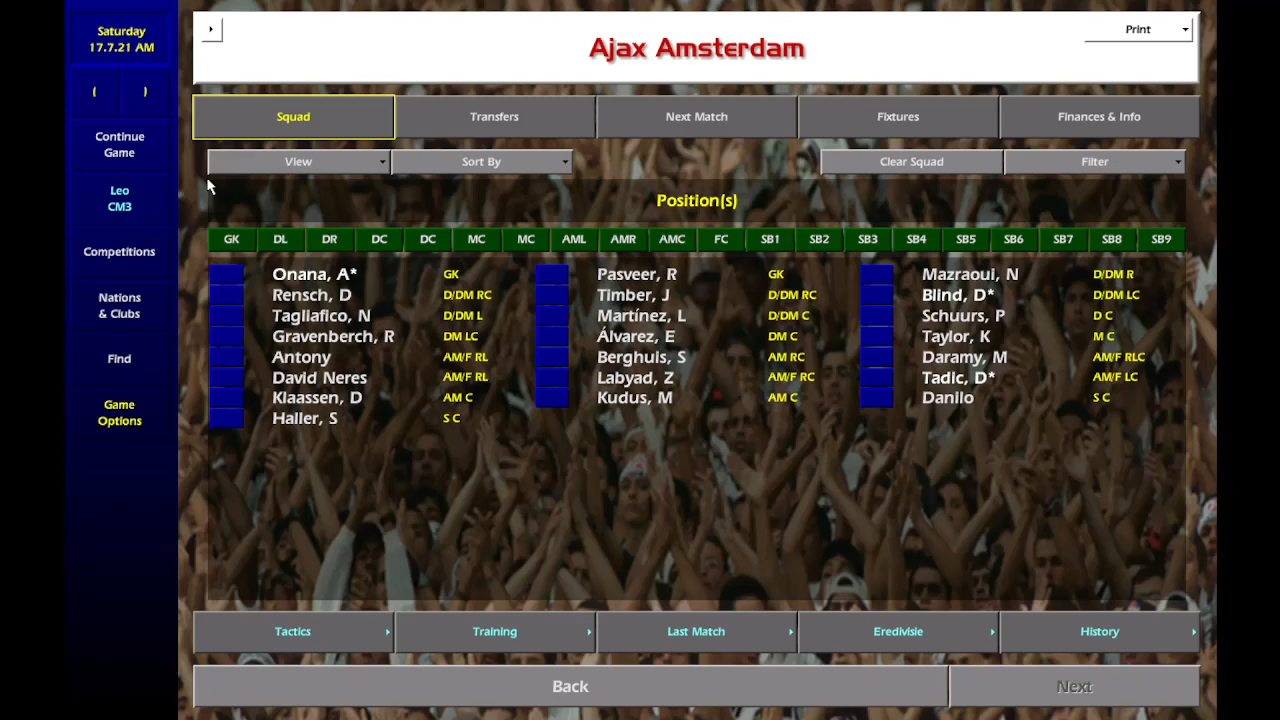 Saturday
17.7.21 AM
Ajax Amsterdam
Print
Squad
Transfers
Next Match
Fixtures
Finances & Info
Continue
Game
View
Sort By
Clear Squad
Filter
Leo
CM3
Position(s)
GK DL DR DC DC MC MC AML AMR AMC FC SB1 SB2 SB3 SB4 SB5 SB6 SB7 SB8 SB9
Competitions
Onana, A* GK Pasveer, R GK Mazraoui, N D/DM R
Rensch, D D/DM RC Timber, J D/DM RC Blind, D* D/DM LC
Nations
& Clubs
Tagliafico, N D/DM L Martínez, L D/DM C Schuurs, P D C
Gravenberch, R DM LC Álvarez, E DM C Taylor, K M C
Find
Antony AM/F RL Berghuis, S AM RC Daramy, M AM/F RLC
David Neres AM/F RL Labyad, Z AM/F RC Tadic, D* AM/F LC
Game
Options
Klaassen, D AM C Kudus, M AM C Danilo S C
Haller, S S C
Tactics
Training
Last Match
Eredivisie
History
Back
Next